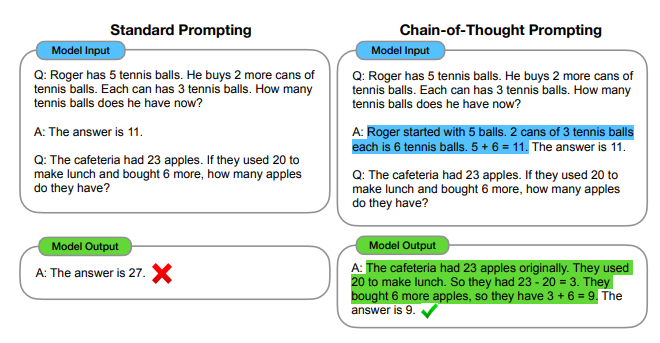 Standard Prompting
Model Input
Q: Roger has 5 tennis balls. He buys 2 more cans of
tennis balls. Each can has 3 tennis balls. How many
tennis balls does he have now?
A: The answer is 11.
Q: The cafeteria had 23 apples. If they used 20 to
make lunch and bought 6 more, how many apples
do they have?
Model Output
A: The answer is 27.
Chain-of-Thought Prompting
Model Input
Q: Roger has 5 tennis balls. He buys 2 more cans of
tennis balls. Each can has 3 tennis balls. How many
tennis balls does he have now?
A: Roger started with 5 balls. 2 cans of 3 tennis balls
each is 6 tennis balls. 5 + 6 = 11. The answer is 11.
Q: The cafeteria had 23 apples. If they used 20 to
make lunch and bought 6 more, how many apples
do they have?
Model Output
A: The cafeteria had 23 apples originally. They used
20 to make lunch. So they had 23 - 20 = 3. They
bought 6 more apples, so they have 3 + 6 = 9. The
answer is 9.